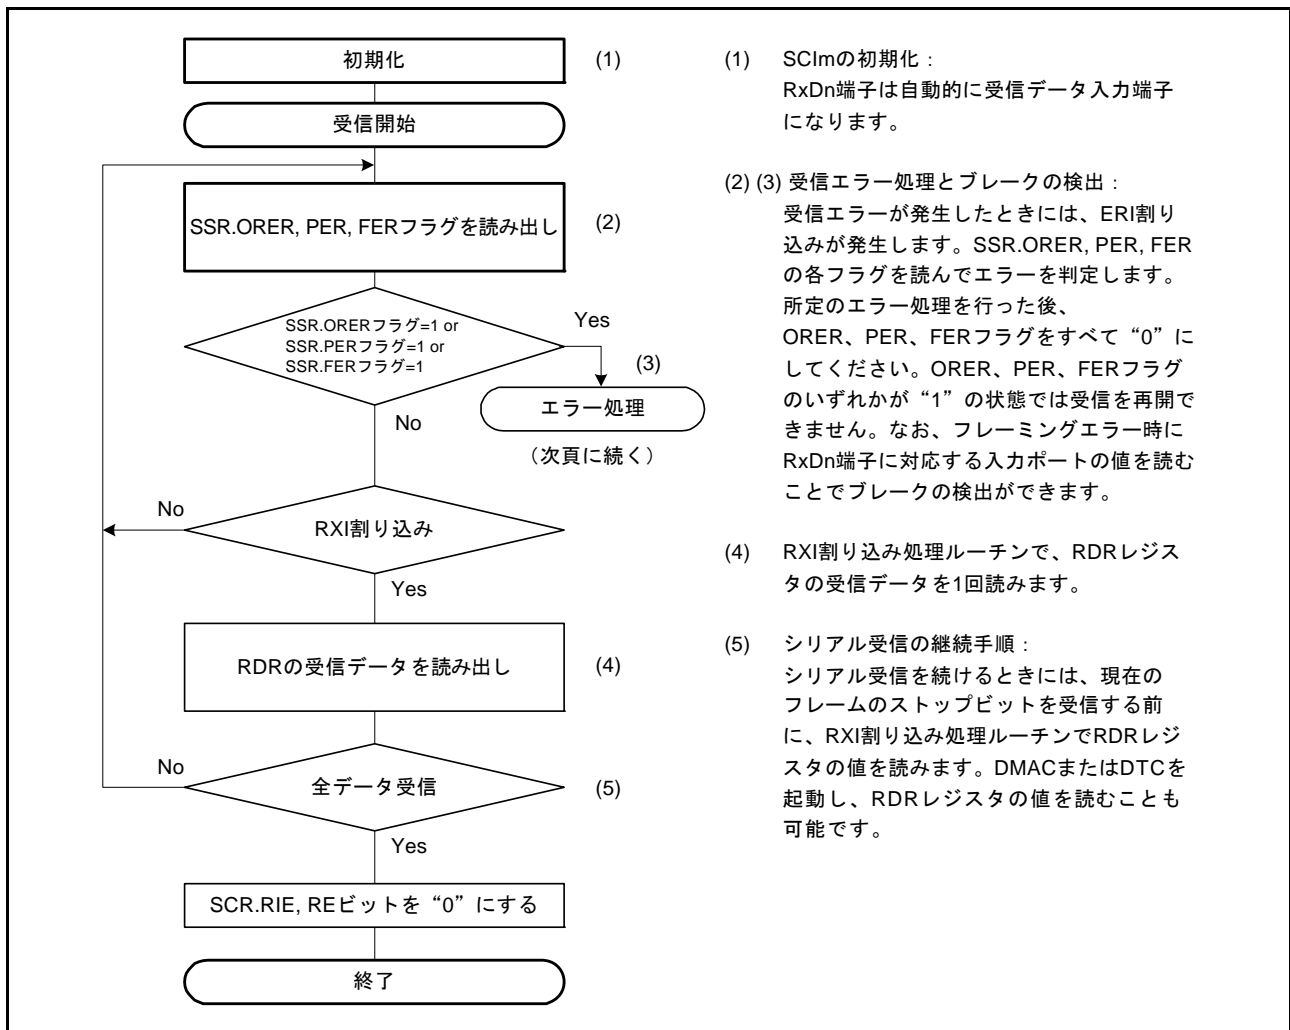 初期化
(1)
受信開始
SSR.ORER, PER, FERフラグを読み出し
(2)
SSR.ORERフラグ=1 or
SSR.PERフラグ=1 or
SSR.FERフラグ=1
Yes
(3)
エラー処理
（次頁に続く）
No
RXI割り込み
No
Yes
RDRの受信データを読み出し
(4)
全データ受信
No
(5)
Yes
SCR.RIE, REビットを“0”にする
終了
(1) SCImの初期化：
RxDn端子は自動的に受信データ入力端子
になります。
(2) (3) 受信エラー処理とブレークの検出：
受信エラーが発生したときには、ERI割り
込みが発生します。SSR.ORER, PER, FER
の各フラグを読んでエラーを判定します。
所定のエラー処理を行った後、
ORER、PER、FERフラグをすべて“0”に
してください。ORER、PER、FERフラグ
のいずれかが“1”の状態では受信を再開で
きません。なお、フレーミングエラー時に
RxDn端子に対応する入力ポートの値を読む
ことでブレークの検出ができます。
(4) RXI割り込み処理ルーチンで、RDRレジス
タの受信データを1回読みます。
(5) シリアル受信の継続手順：
シリアル受信を続けるときには、現在の
フレームのストップビットを受信する前
に、RXI割り込み処理ルーチンでRDRレジ
スタの値を読みます。DMACまたはDTCを
起動し、RDRレジスタの値を読むことも
可能です。